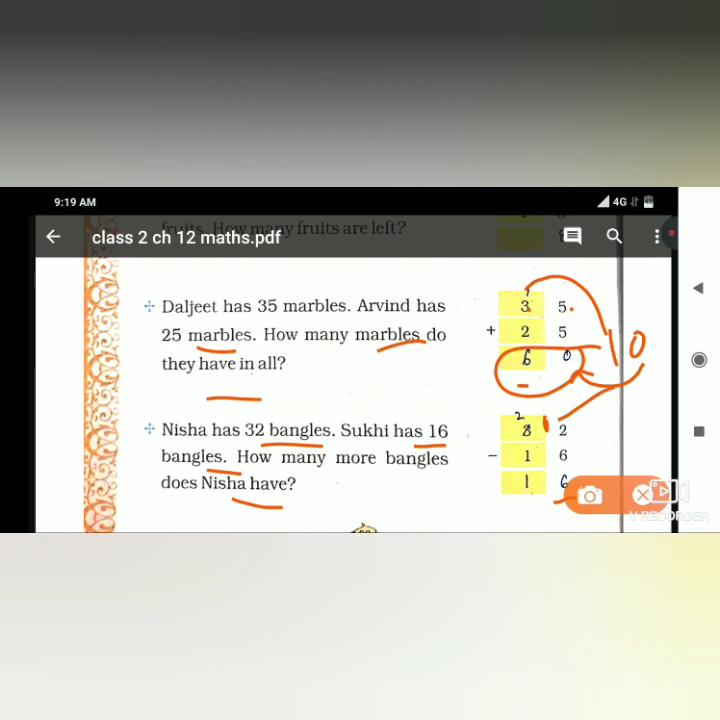 9:19 AM
4G
class 2 ch 12 maths.pdf
fruits. How many fruits are left?
Daljeet has 35 marbles. Arvind has
25 marbles. How many marbles do
they have in all?
1
3 5
+ 2 5
6 0
10
Nisha has 32 bangles. Sukhi has 16
bangles. How many more bangles
does Nisha have?
2 1
3 2
- 1 6
1 6
V RECORDER